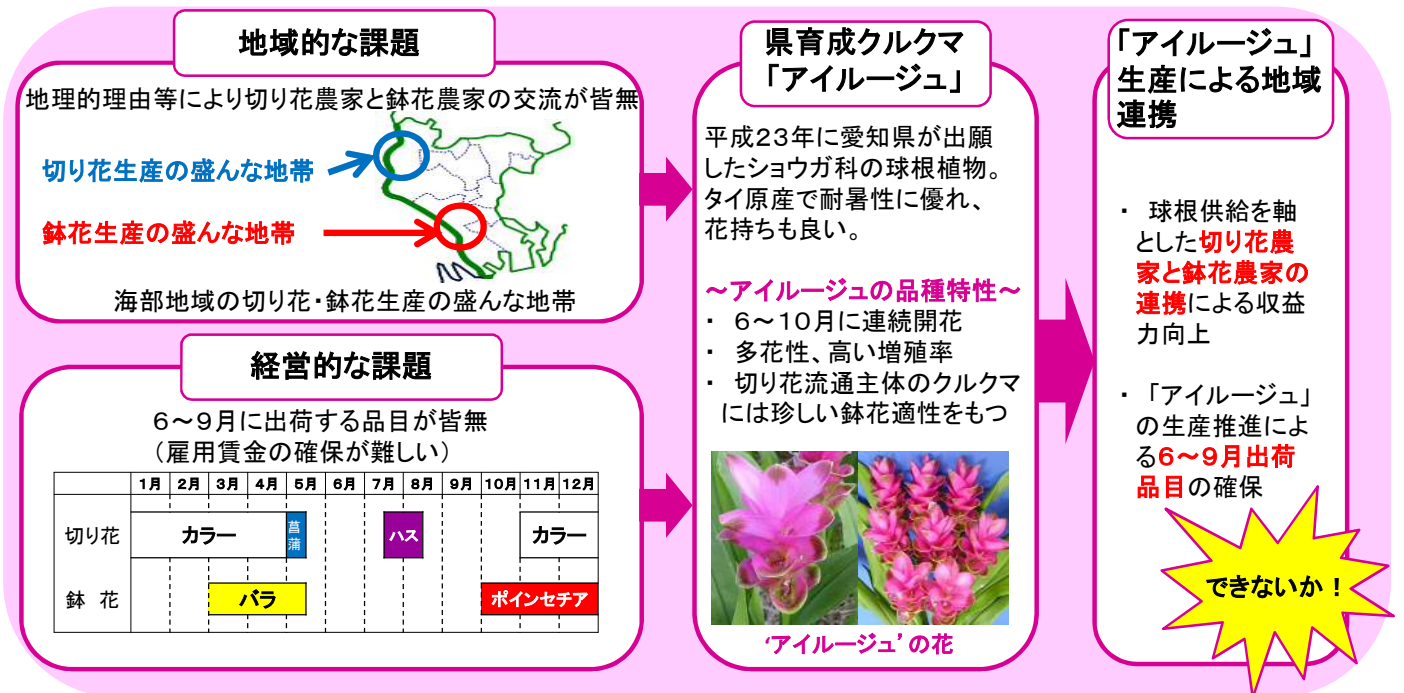 地域的な課題
地理的理由等により切り花農家と鉢花農家の交流が皆無
切り花生産の盛んな地帯
鉢花生産の盛んな地帯
海部地域の切り花・鉢花生産の盛んな地帯
経営的な課題
6～9月に出荷する品目が皆無
（雇用賃金の確保が難しい）
1月 2月 3月 4月 5月 6月 7月 8月 9月 10月 11月 12月
切り花 カラー 菖蒲 ハス カラー
鉢 花 バラ ポインセチア
県育成クルクマ
「アイルージュ」
平成23年に愛知県が出願
したショウガ科の球根植物。
タイ原産で耐暑性に優れ、
花持ちも良い。
～アイルージュの品種特性～
・ 6～10月に連続開花
・ 多花性、高い増殖率
・ 切り花流通主体のクルクマ
には珍しい鉢花適性をもつ
‘アイルージュ’の花
「アイルージュ」
生産による地域
連携
・ 球根供給を軸
とした切り花農
家と鉢花農家の
連携による収益
力向上
・ 「アイルージュ」
の生産推進によ
る6～9月出荷
品目の確保
できないか！